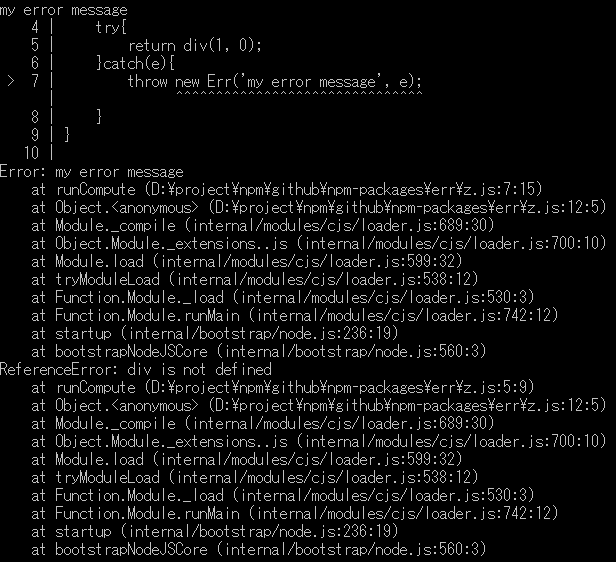 my error message
   4 |     try{
   5 |         return div(1, 0);
   6 |     }catch(e){
 > 7 |         throw new Err('my error message', e);
     |               ^^^^^^^^^^^^^^^^^^^^^^^^^^^^^^
   8 |     }
   9 | }
  10 |
Error: my error message
    at runCompute (D:¥project¥npm¥github¥npm-packages¥err¥z.js:7:15)
    at Object.<anonymous> (D:¥project¥npm¥github¥npm-packages¥err¥z.js:12:5)
    at Module._compile (internal/modules/cjs/loader.js:689:30)
    at Object.Module._extensions..js (internal/modules/cjs/loader.js:700:10)
    at Module.load (internal/modules/cjs/loader.js:599:32)
    at tryModuleLoad (internal/modules/cjs/loader.js:538:12)
    at Function.Module._load (internal/modules/cjs/loader.js:530:3)
    at Function.Module.runMain (internal/modules/cjs/loader.js:742:12)
    at startup (internal/bootstrap/node.js:236:19)
    at bootstrapNodeJSCore (internal/bootstrap/node.js:560:3)
ReferenceError: div is not defined
    at runCompute (D:¥project¥npm¥github¥npm-packages¥err¥z.js:5:9)
    at Object.<anonymous> (D:¥project¥npm¥github¥npm-packages¥err¥z.js:12:5)
    at Module._compile (internal/modules/cjs/loader.js:689:30)
    at Object.Module._extensions..js (internal/modules/cjs/loader.js:700:10)
    at Module.load (internal/modules/cjs/loader.js:599:32)
    at tryModuleLoad (internal/modules/cjs/loader.js:538:12)
    at Function.Module._load (internal/modules/cjs/loader.js:530:3)
    at Function.Module.runMain (internal/modules/cjs/loader.js:742:12)
    at startup (internal/bootstrap/node.js:236:19)
    at bootstrapNodeJSCore (internal/bootstrap/node.js:560:3)